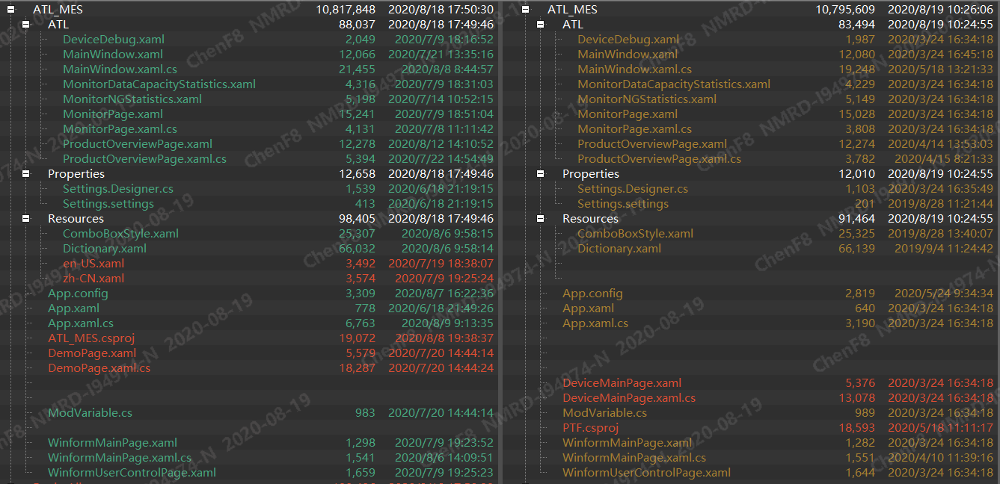 ATL_MES 10,817,848 2020/8/18 17:50:30 ATL_MES 10,795,609 2020/8/19 10:26:06
ATL 88,037 2020/8/18 17:49:46 ATL 83,494 2020/8/19 10:24:55
DeviceDebug.xaml 2,049 2020/7/9 18:16:52 DeviceDebug.xaml 1,987 2020/3/24 16:34:18
MainWindow.xaml 12,066 2020/7/21 13:35:16 MainWindow.xaml 12,080 2020/3/24 16:45:18
MainWindow.xaml.cs 21,455 2020/8/8 8:44:57 MainWindow.xaml.cs 19,248 2020/5/18 13:21:33
MonitorDataCapacityStatistics.xaml 4,316 2020/7/9 18:31:03 MonitorDataCapacityStatistics.xaml 4,229 2020/3/24 16:34:18
MonitorNGStatistics.xaml 5,198 2020/7/14 10:52:15 MonitorNGStatistics.xaml 5,149 2020/3/24 16:34:18
MonitorPage.xaml 15,241 2020/7/9 18:51:04 MonitorPage.xaml 15,028 2020/3/24 16:34:18
MonitorPage.xaml.cs 4,131 2020/7/8 11:11:42 MonitorPage.xaml.cs 3,808 2020/3/24 16:34:18
ProductOverviewPage.xaml 12,278 2020/8/12 14:10:52 ProductOverviewPage.xaml 12,274 2020/4/14 13:53:03
ProductOverviewPage.xaml.cs 5,394 2020/7/22 14:54:49 ProductOverviewPage.xaml.cs 3,782 2020/4/15 8:21:33
Properties 12,658 2020/8/18 17:49:46 Properties 12,010 2020/8/19 10:24:55
Settings.Designer.cs 1,539 2020/6/18 21:19:15 Settings.Designer.cs 1,103 2020/3/24 16:35:49
Settings.settings 413 2020/6/18 21:19:15 Settings.settings 201 2019/8/28 11:21:44
Resources 98,405 2020/8/18 17:49:46 Resources 91,464 2020/8/19 10:24:55
ComboBoxStyle.xaml 25,307 2020/8/6 9:58:15 ComboBoxStyle.xaml 25,325 2019/8/28 13:40:07
Dictionary.xaml 66,032 2020/8/6 9:58:14 Dictionary.xaml 66,139 2019/9/4 11:24:42
en-US.xaml 3,492 2020/7/19 18:38:07
zh-CN.xaml 3,574 2020/7/9 19:25:24
App.config 3,309 2020/8/7 16:22:36 App.config 2,819 2020/5/24 9:34:34
App.xaml 778 2020/6/18 21:49:26 App.xaml 640 2020/3/24 16:34:18
App.xaml.cs 6,763 2020/8/9 9:13:35 App.xaml.cs 3,190 2020/3/24 16:34:18
ATL_MES.csproj 19,072 2020/8/8 19:38:37
DemoPage.xaml 5,579 2020/7/20 14:44:14
DemoPage.xaml.cs 18,287 2020/7/20 14:44:24
DeviceMainPage.xaml 5,376 2020/3/24 16:34:18
DeviceMainPage.xaml.cs 13,078 2020/3/24 16:34:18
ModVariable.cs 983 2020/7/20 14:44:14 ModVariable.cs 989 2020/3/24 16:34:18
PTF.csproj 18,593 2020/5/18 11:11:17
WinformMainPage.xaml 1,298 2020/7/9 19:23:52 WinformMainPage.xaml 1,282 2020/3/24 16:34:18
WinformMainPage.xaml.cs 1,541 2020/8/6 14:09:51 WinformMainPage.xaml.cs 1,551 2020/4/10 11:39:16
WinformUserControlPage.xaml 1,659 2020/7/9 19:25:23 WinformUserControlPage.xaml 1,644 2020/3/24 16:34:18
ChenF8 NMRD-I94974-N 2020-08-19